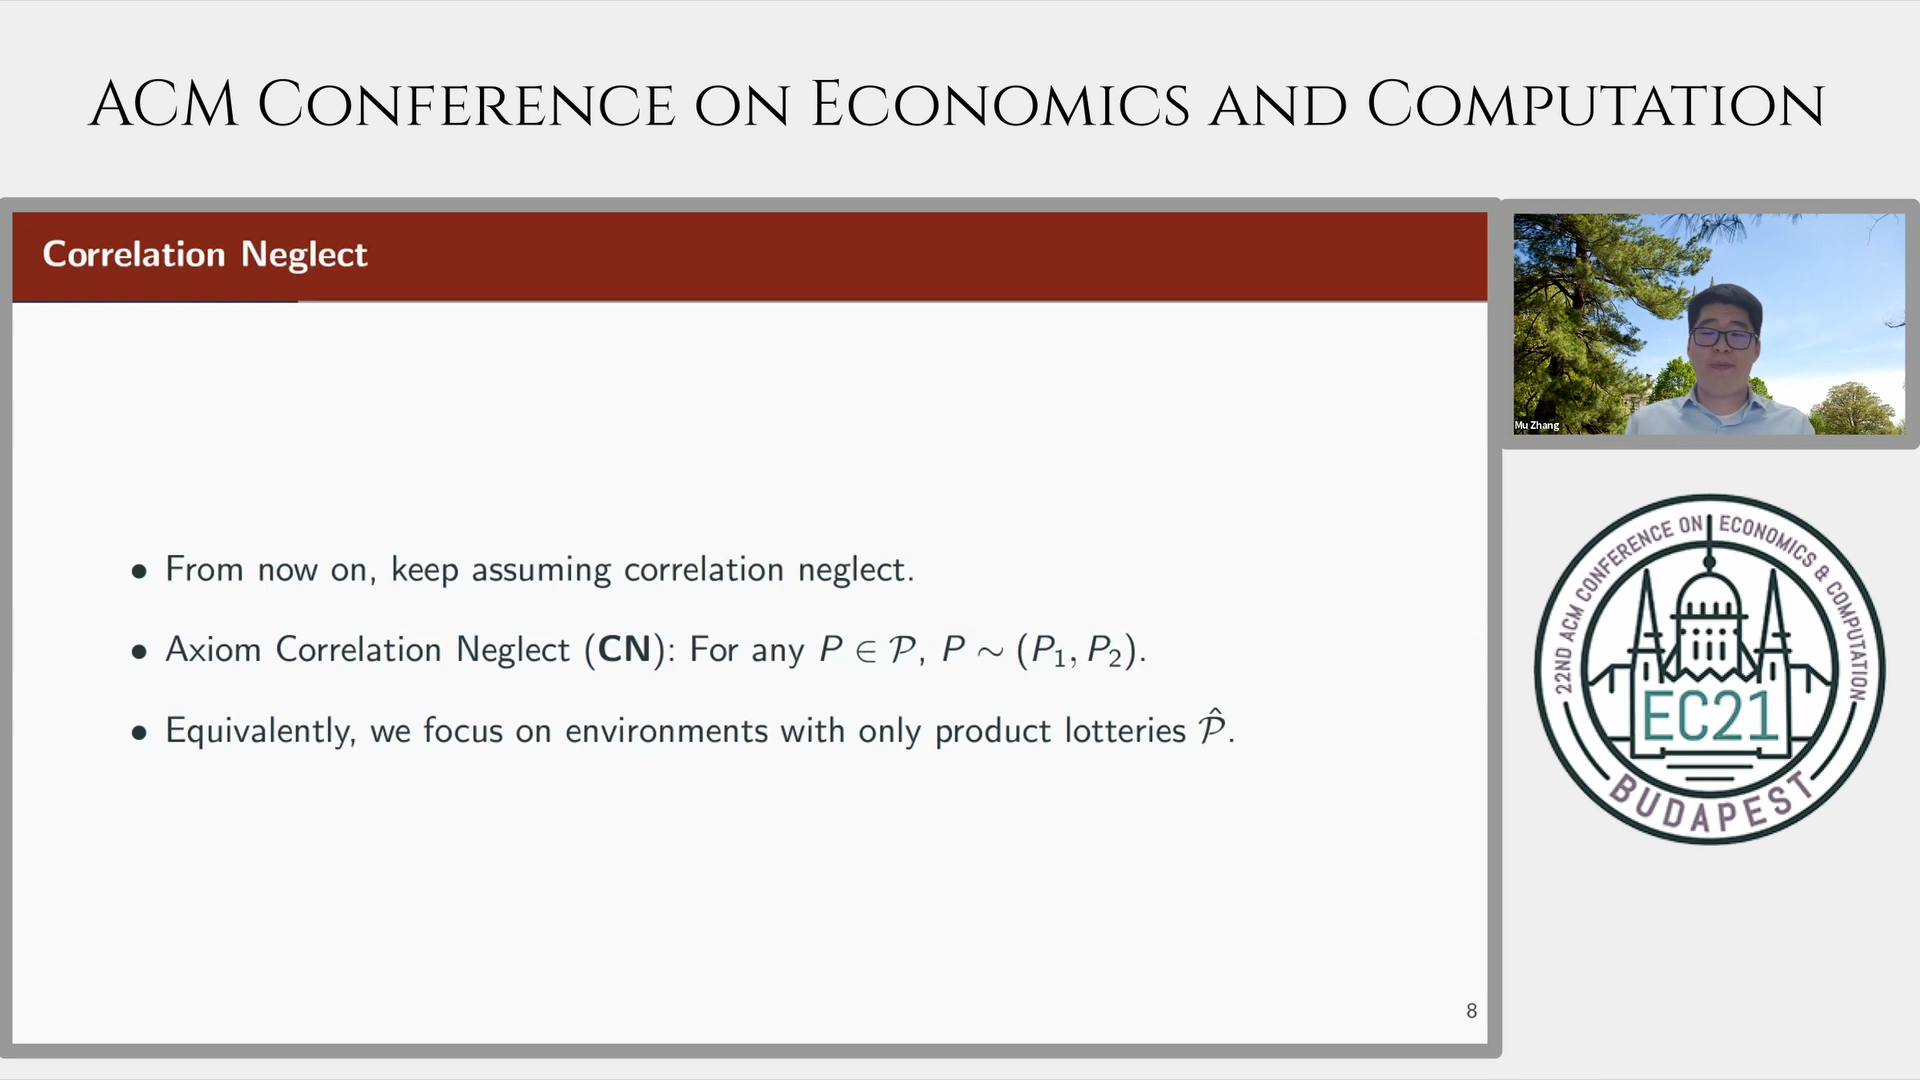 ACM Conference on Economics and Computation
Correlation Neglect
• From now on, keep assuming correlation neglect.
• Axiom Correlation Neglect (CN): For any P ∈ 𝒫, P ∼ (P₁, P₂).
• Equivalently, we focus on environments with only product lotteries 𝒫̂.
8
Mu Zhang
22ND ACM CONFERENCE ON ECONOMICS & COMPUTATION
EC21
BUDAPEST